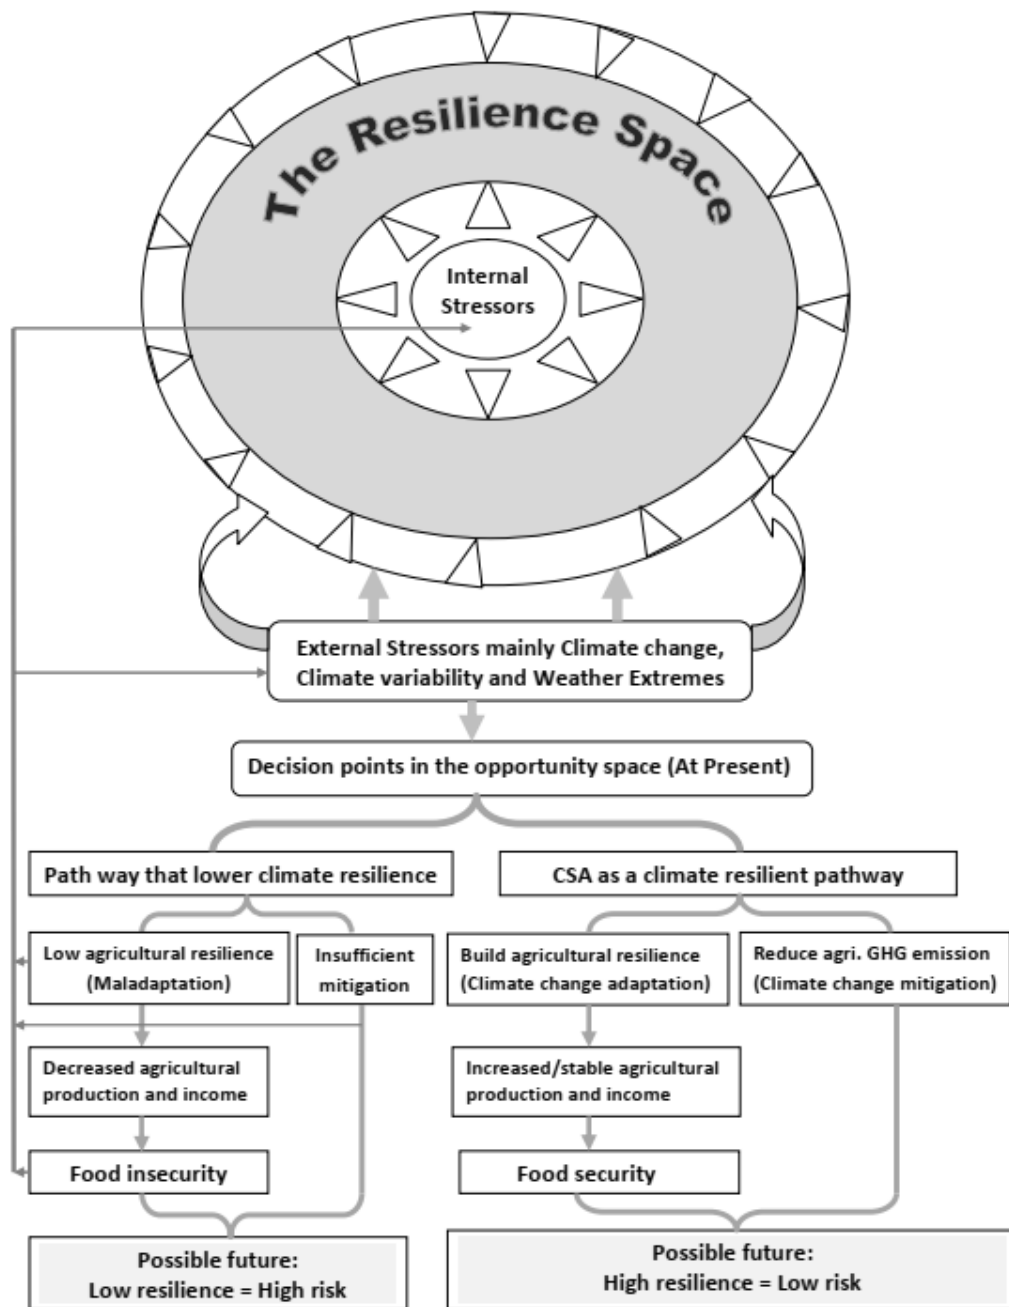 The Resilience Space
Internal
Stressors
External Stressors mainly Climate change,
Climate variability and Weather Extremes
Decision points in the opportunity space (At Present)
Path way that lower climate resilience
CSA as a climate resilient pathway
Low agricultural resilience
(Maladaptation)
Insufficient
mitigation
Build agricultural resilience
(Climate change adaptation)
Reduce agri. GHG emission
(Climate change mitigation)
Decreased agricultural
production and income
Increased/stable agricultural
production and income
Food insecurity
Food security
Possible future:
Low resilience = High risk
Possible future:
High resilience = Low risk